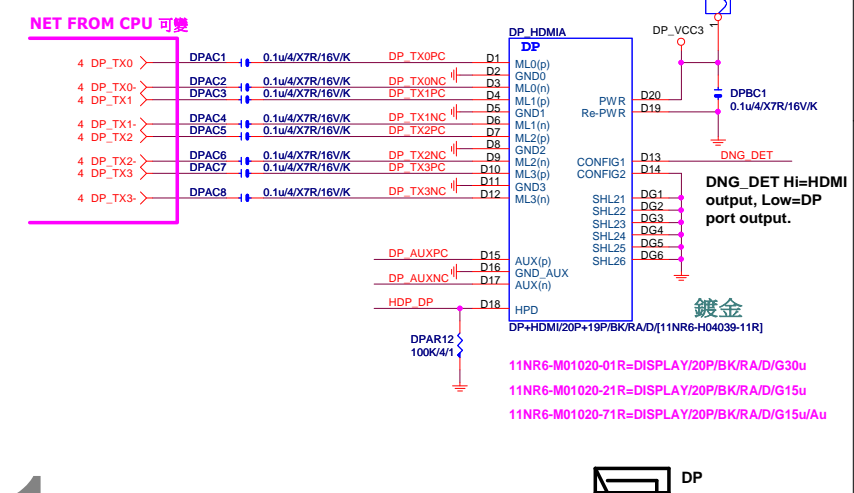 NET FROM CPU 可變
4 DP_TX0 DPAC1 0.1u/4/X7R/16V/K DP_TX0PC
4 DP_TX0- DPAC2 0.1u/4/X7R/16V/K DP_TX0NC
4 DP_TX1 DPAC3 0.1u/4/X7R/16V/K DP_TX1PC
4 DP_TX1- DPAC4 0.1u/4/X7R/16V/K DP_TX1NC
4 DP_TX2 DPAC5 0.1u/4/X7R/16V/K DP_TX2PC
4 DP_TX2- DPAC6 0.1u/4/X7R/16V/K DP_TX2NC
4 DP_TX3 DPAC7 0.1u/4/X7R/16V/K DP_TX3PC
4 DP_TX3- DPAC8 0.1u/4/X7R/16V/K DP_TX3NC
DP_AUXPC
DP_AUXNC
HDP_DP
DPAR12
100K/4/1
DP_HDMIA
DP
D1 ML0(p)
D2 GND0
D3 ML0(n)
D4 ML1(p)
D5 GND1
D6 ML1(n)
D7 ML2(p)
D8 GND2
D9 ML2(n)
D10 ML3(p)
D11 GND3
D12 ML3(n)
D15 AUX(p)
D16 GND_AUX
D17 AUX(n)
D18 HPD
PWR D20
Re-PWR D19
CONFIG1 D13
CONFIG2 D14
SHL21 DG1
SHL22 DG2
SHL23 DG3
SHL24 DG4
SHL25 DG5
SHL26 DG6
DP_VCC3
1
DPBC1
0.1u/4/X7R/16V/K
DNG_DET
DNG_DET Hi=HDMI
output, Low=DP
port output.
鍍金
DP+HDMI/20P+19P/BK/RA/D/[11NR6-H04039-11R]
11NR6-M01020-01R=DISPLAY/20P/BK/RA/D/G30u
11NR6-M01020-21R=DISPLAY/20P/BK/RA/D/G15u
11NR6-M01020-71R=DISPLAY/20P/BK/RA/D/G15u/Au
DP